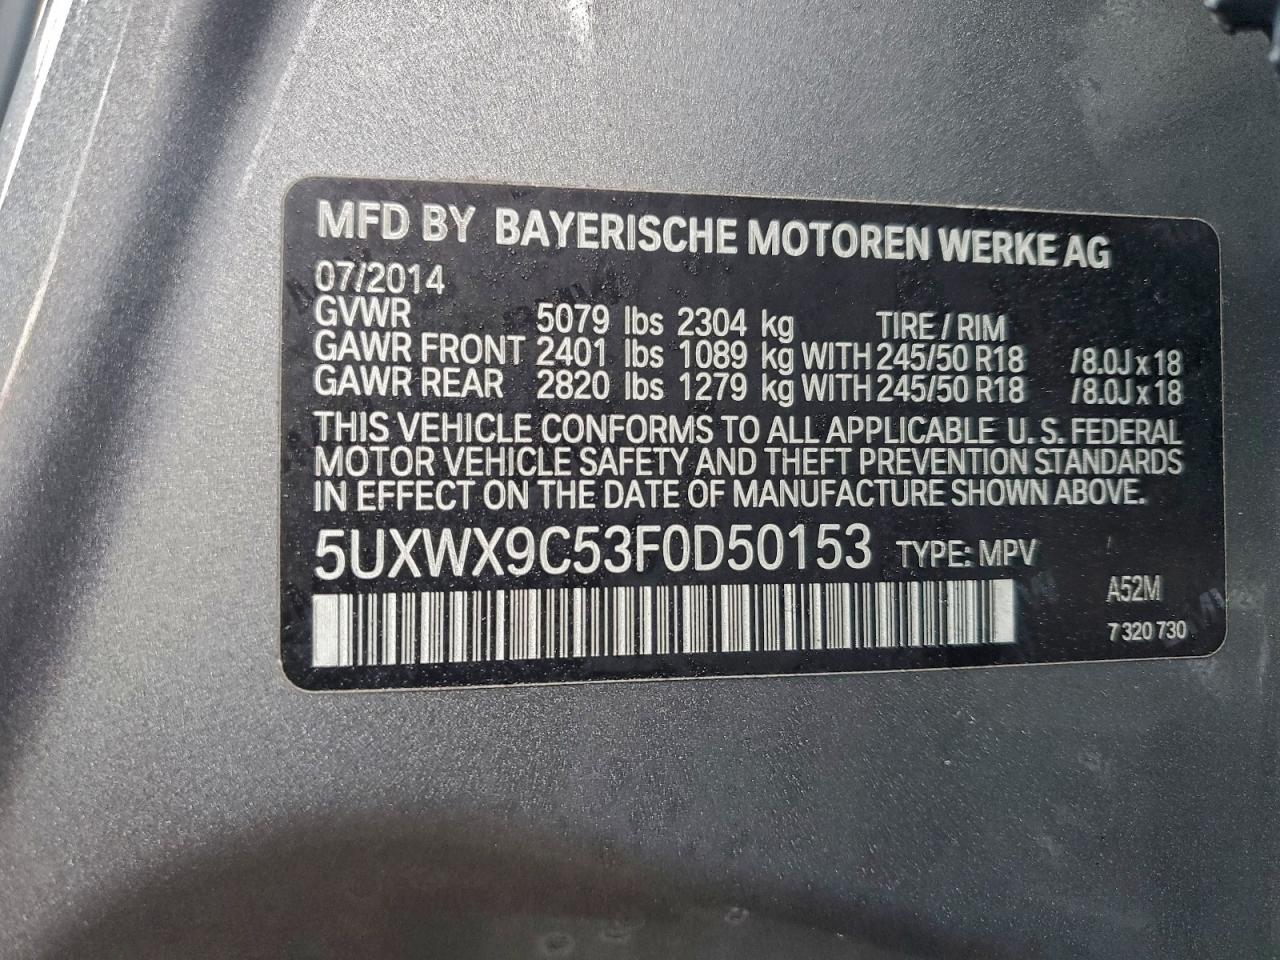 MFD BY BAYERISCHE MOTOREN WERKE AG
07/2014
GVWR 5079 lbs 2304 kg TIRE / RIM
GAWR FRONT 2401 lbs 1089 kg WITH 245/50 R18 /8.0J x 18
GAWR REAR 2820 lbs 1279 kg WITH 245/50 R18 /8.0J x 18
THIS VEHICLE CONFORMS TO ALL APPLICABLE U. S. FEDERAL
MOTOR VEHICLE SAFETY AND THEFT PREVENTION STANDARDS
IN EFFECT ON THE DATE OF MANUFACTURE SHOWN ABOVE.
5UXWX9C53F0D50153 TYPE: MPV
A52M
7 320 730